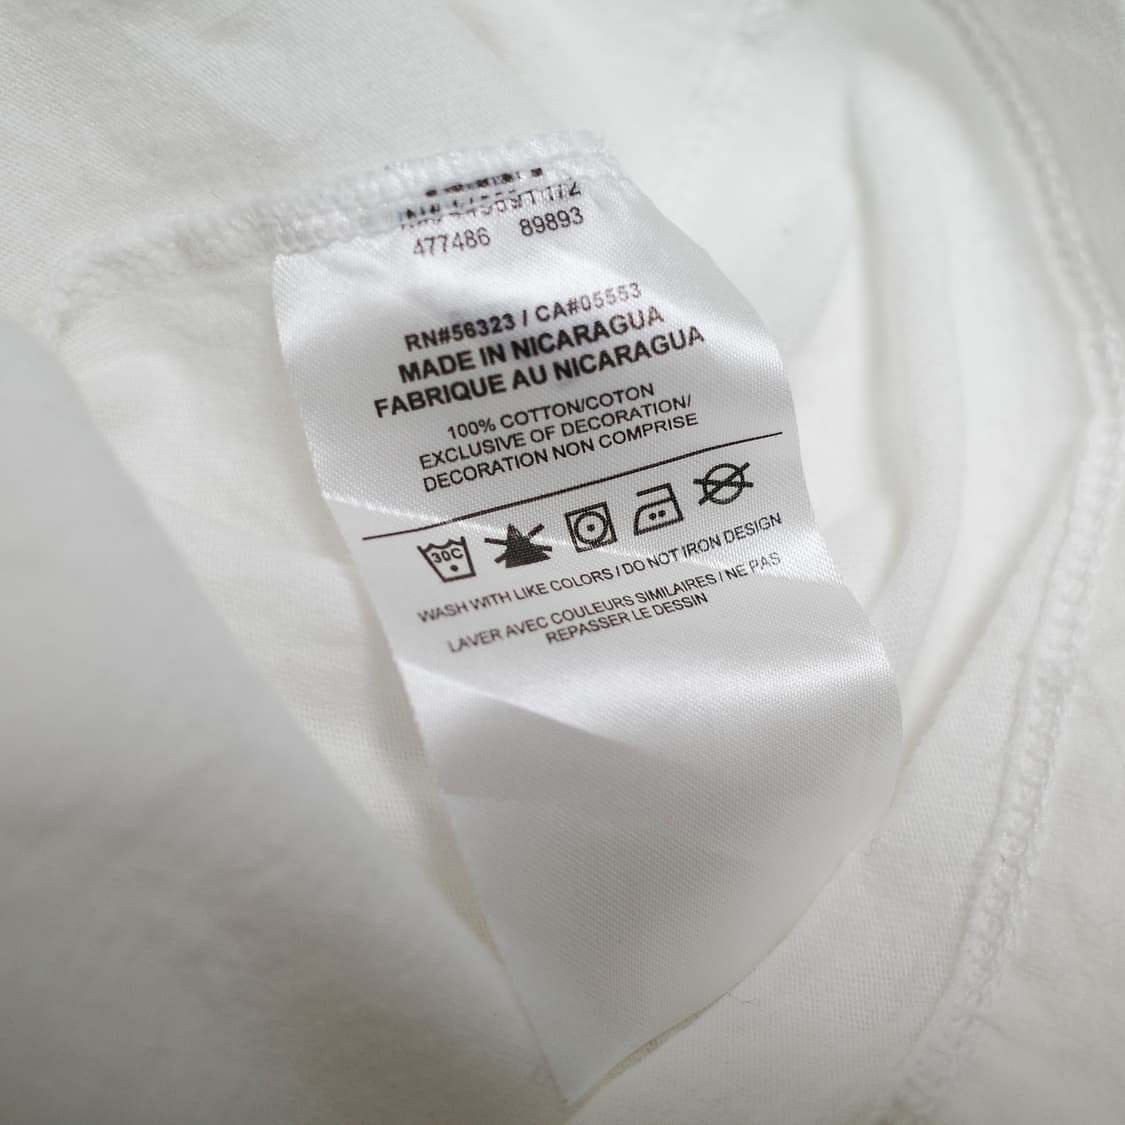 477486 89893
RN#56323 / CA#05553
MADE IN NICARAGUA
FABRIQUE AU NICARAGUA
100% COTTON/COTON
EXCLUSIVE OF DECORATION/
DECORATION NON COMPRISE
30C
WASH WITH LIKE COLORS / DO NOT IRON DESIGN
LAVER AVEC COULEURS SIMILAIRES / NE PAS
REPASSER LE DESSIN